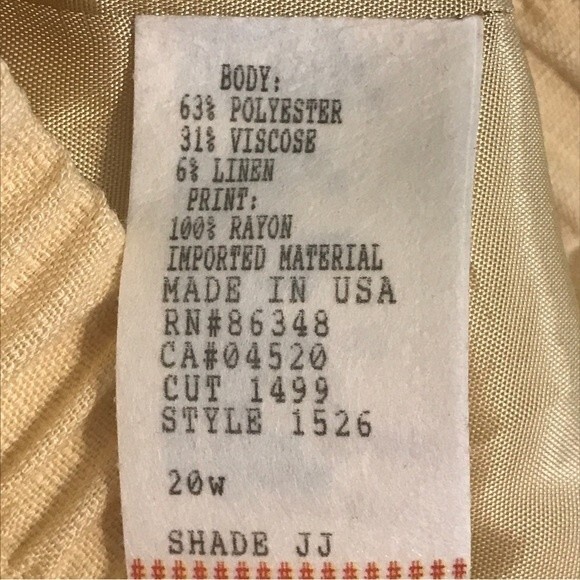 BODY:
63% POLYESTER
31% VISCOSE
6% LINEN
PRINT:
100% RAYON
IMPORTED MATERIAL
MADE IN USA
RN#86348
CA#04520
CUT 1499
STYLE 1526
20W
SHADE JJ